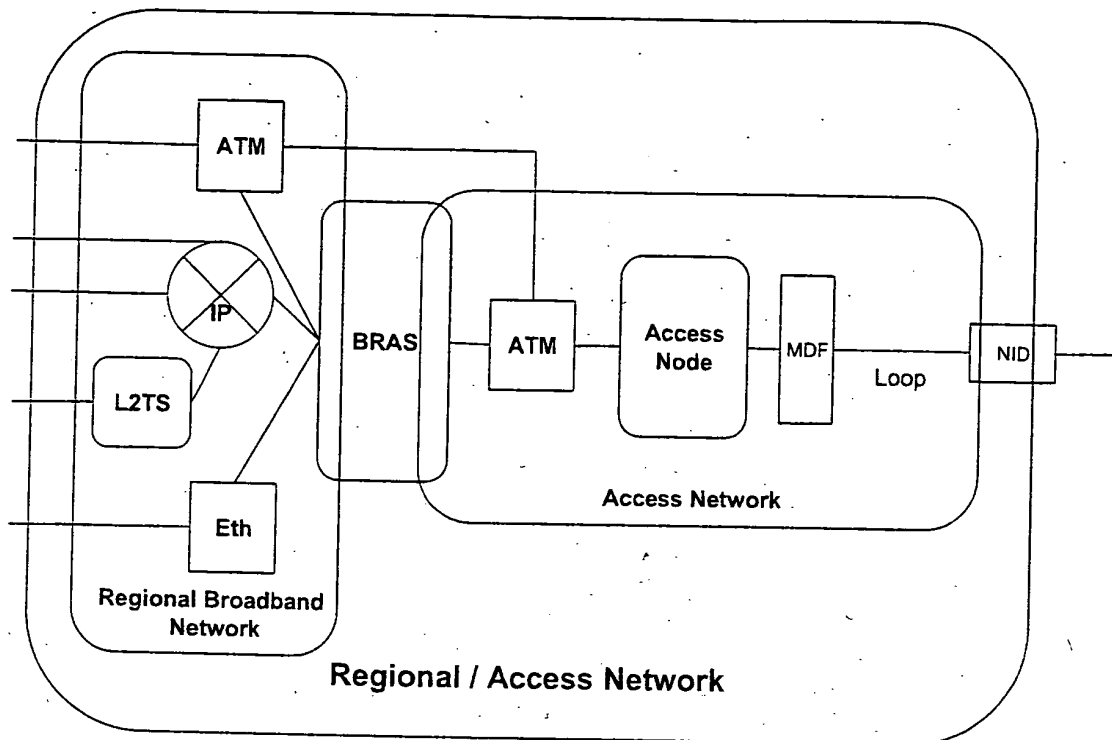 ATM
IP
L2TS
Eth
Regional Broadband
Network
BRAS
ATM
Access
Node
MDF
Loop
NID
Access Network
Regional / Access Network